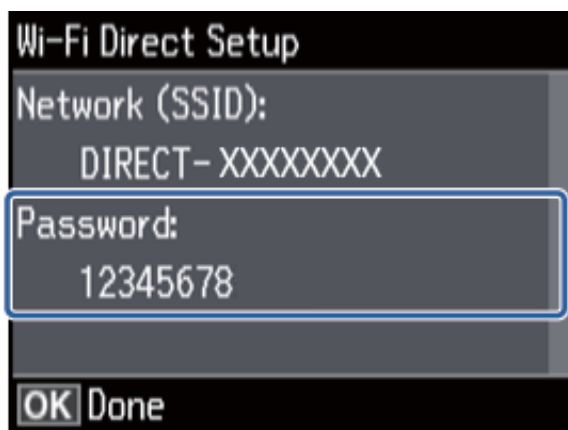 Wi-Fi Direct Setup
Network (SSID):
DIRECT-XXXXXXXX
Password:
12345678
OK Done